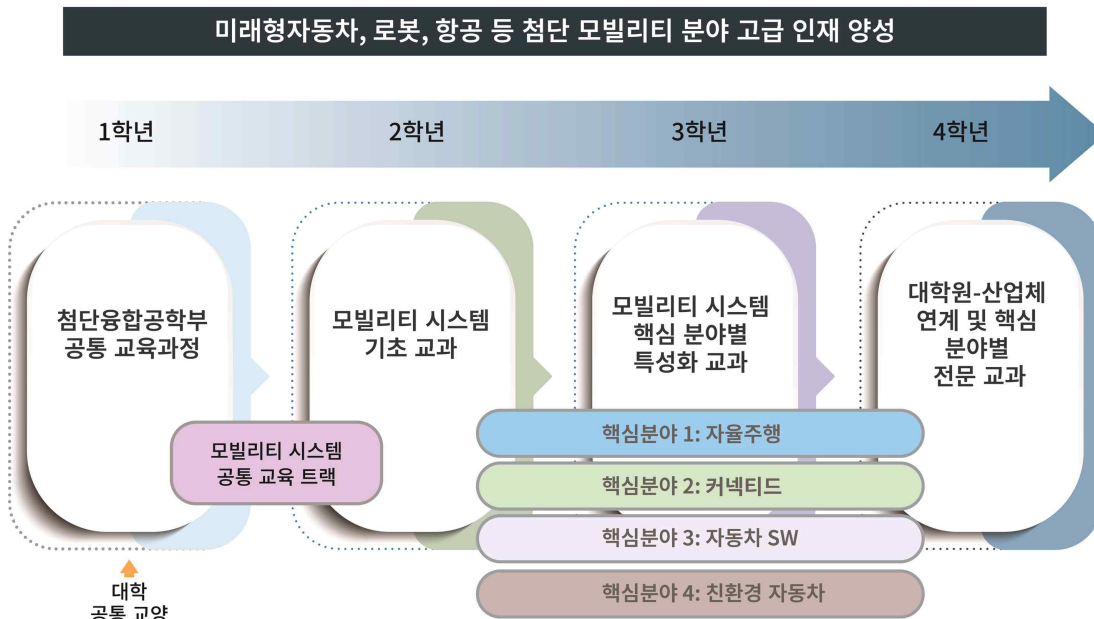 미래형자동차, 로봇, 항공 등 첨단 모빌리티 분야 고급 인재 양성
1학년
2학년
3학년
4학년
첨단융합공학부
공통 교육과정
모빌리티 시스템
기초 교과
모빌리티 시스템
핵심 분야별
특성화 교과
대학원-산업체
연계 및 핵심
분야별
전문 교과
모빌리티 시스템
공통 교육 트랙
핵심분야 1: 자율주행
핵심분야 2: 커넥티드
핵심분야 3: 자동차 SW
핵심분야 4: 친환경 자동차
대학
공통 교양